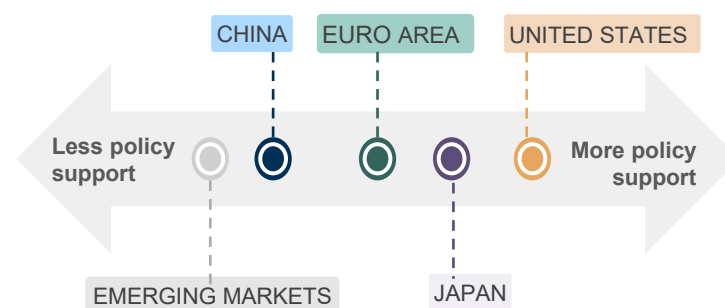 CHINA
EURO AREA
UNITED STATES
Less policy
support
More policy
support
EMERGING MARKETS
JAPAN